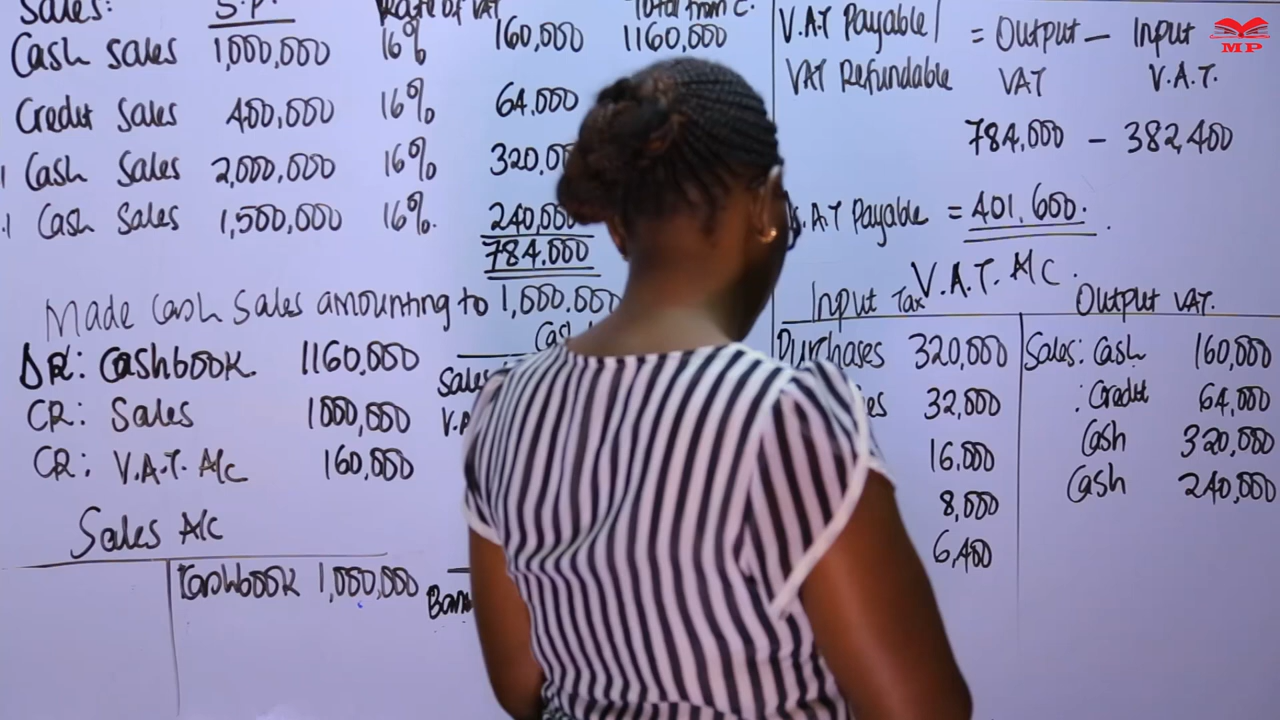 Sales: S.P. Rate of VAT Total from C.
Cash Sales 1,000,000 16% 160,000 1160,000
Credit Sales 400,000 16% 64,000
Cash Sales 2,000,000 16%
Cash Sales 1,500,000 16%. 240,000
784,000
Made Cash Sales amounting to 1,000,000
DR: Cashbook 1160,000
CR: Sales 1000,000
CR: V.A.T. A/c 160,000
Sales A/c
Cashbook 1,000,000
V.A.T Payable/ = Output - Input
VAT Refundable VAT V.A.T.
784,000 - 382,400
V.A.T Payable = 401,600.
V.A.T. A/C.
Input Tax Output VAT.
Purchases 320,000 Sales: Cash 160,000
32,000 : Credit 64,000
16,000 Cash 320,000
8,000 Cash 240,000
6,400
MP